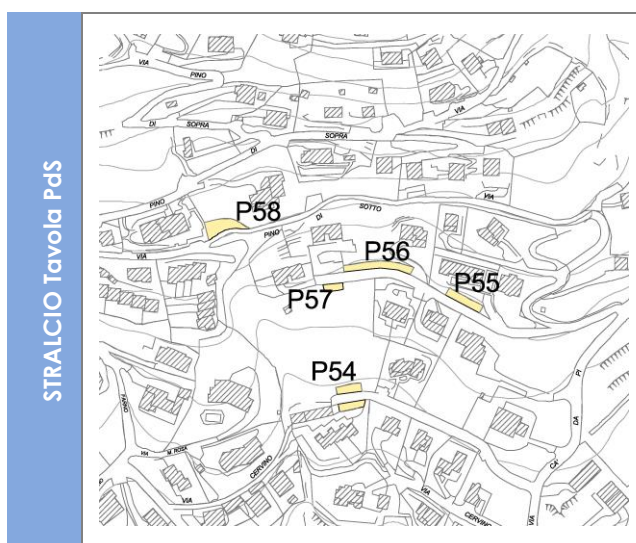 STRALCIO Tavola PdS
VIA
PINO
DI
SOPRA
SOPRA
VIA
DI
PINO
PINO
DI
SOTTO
VIA
VIA
P58
P56
P57
P55
P54
PI
DA
CA'
FABIO
VIA
M. ROSA
CERVINO
VIA
VIA
CERVINO